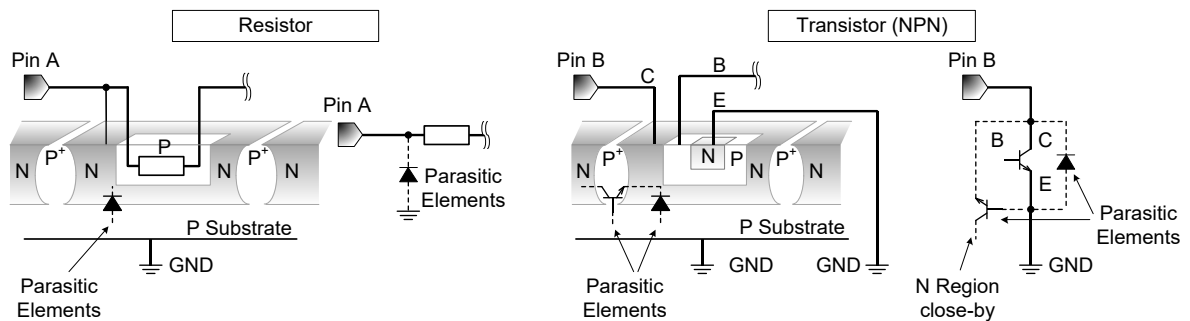 Resistor
Pin A
N
P+
N
P
N
P+
N
P Substrate
GND
Parasitic
Elements
Pin A
Parasitic
Elements
Transistor (NPN)
Pin B
C
B
E
N
P+
N
N
P
N
P+
N
P Substrate
GND
GND
Parasitic
Elements
Pin B
B
C
E
Parasitic
Elements
GND
N Region
close-by